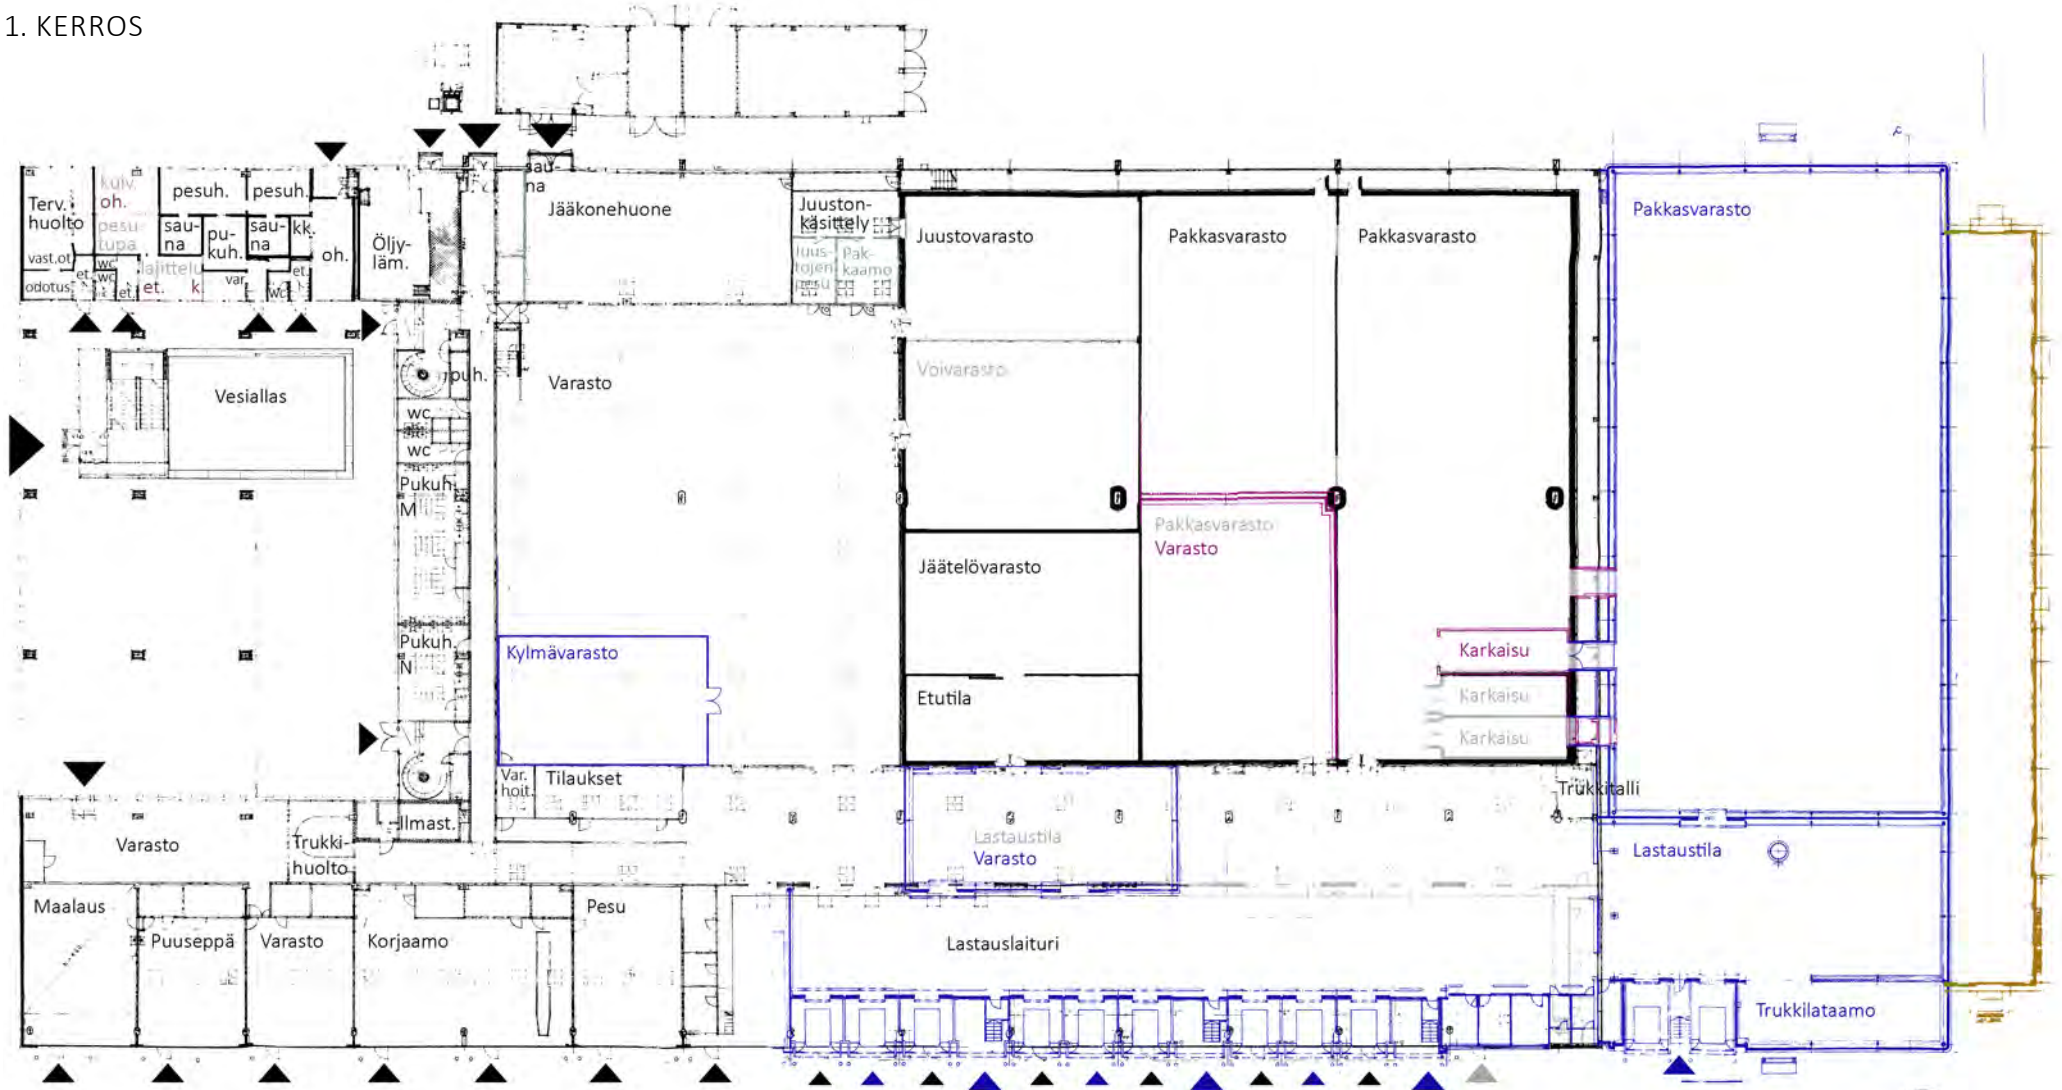 1. KERROS
sau-
na
kuiv.
oh.
pesuh.
pesuh.
Terv.
huolto
pesu-
tupa
sau-
na
pu-
kuh.
sau-
na
kk.
oh.
Öljy-
läm.
Jääkonehuone
Juuston-
käsittely
Juus-
tojen
pesu
Pak-
kaamo
vast.ot
odotus
et.
wc
wc
et.
lajittelu
et. k.
var
wc
et.
Juustovarasto
Pakkasvarasto
Pakkasvarasto
Pakkasvarasto
Vesiallas
puh.
Varasto
Voivarasto
wc
wc
Pukuh.
M
Pakkasvarasto
Varasto
Jäätelövarasto
Pukuh.
N
Kylmävarasto
Karkaisu
Etutila
Karkaisu
Karkaisu
Var.
hoit.
Tilaukset
Trukkitalli
Ilmast.
Varasto
Trukki-
huolto
Lastaustila
Varasto
Lastaustila
Maalaus
Puuseppä
Varasto
Korjaamo
Pesu
Lastauslaituri
Trukkilataamo